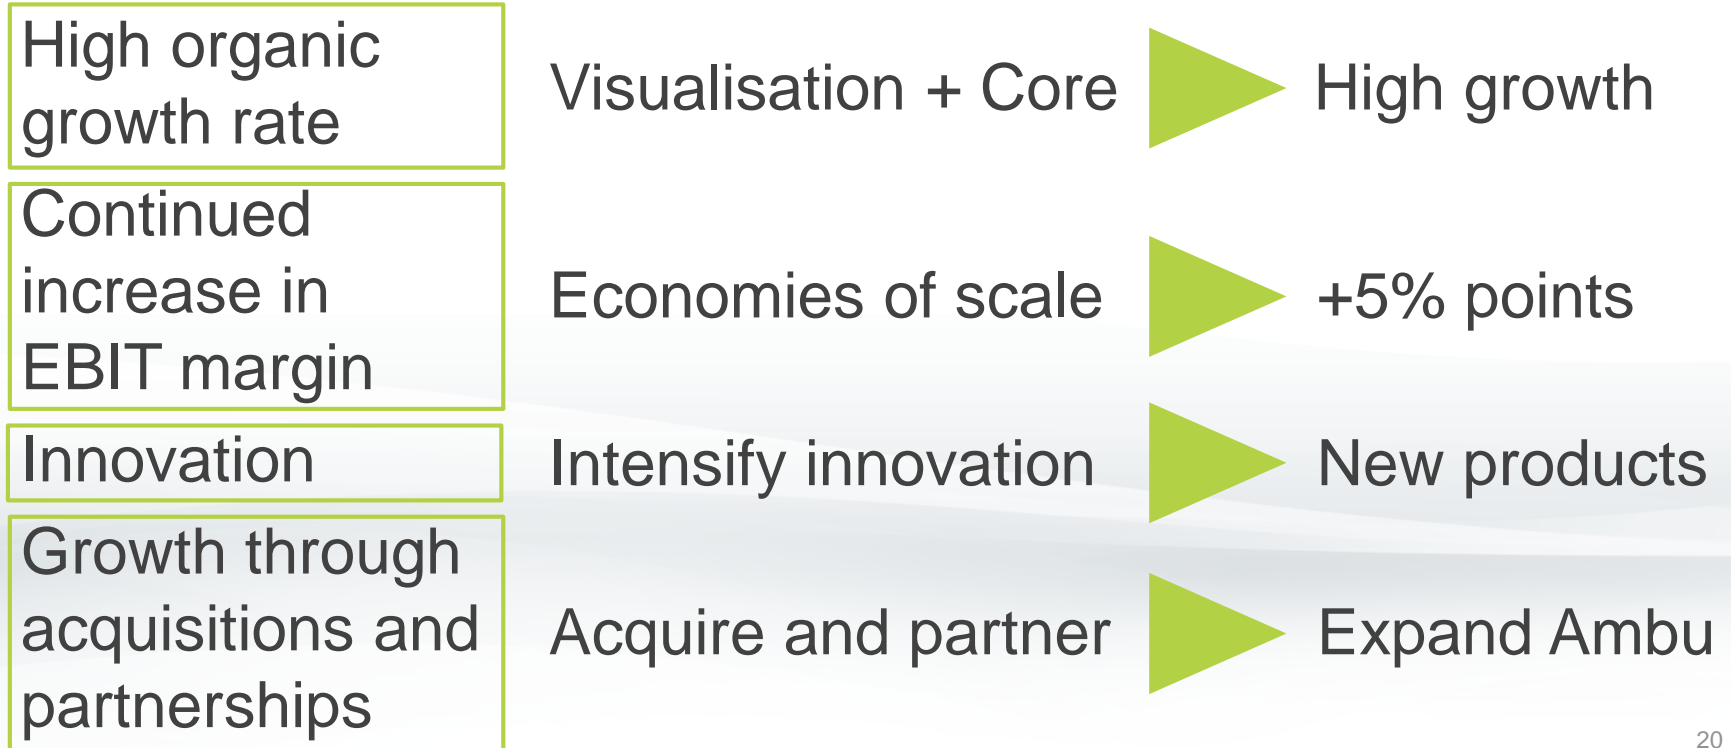 High organic
growth rate
Visualisation + Core
High growth
Continued
increase in
EBIT margin
Economies of scale
+5% points
Innovation
Intensify innovation
New products
Growth through
acquisitions and
partnerships
Acquire and partner
Expand Ambu
20